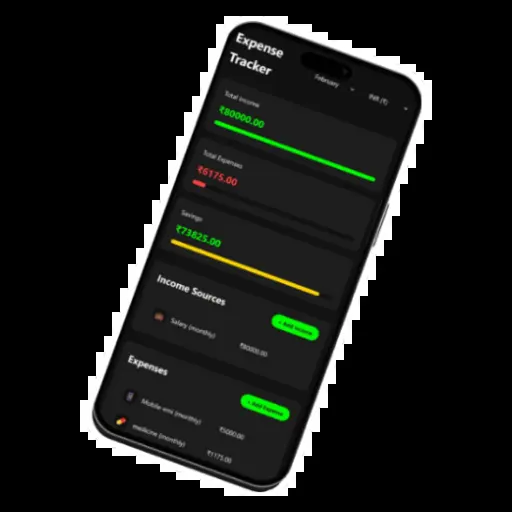 Expense
Tracker
February
INR (₹)
Total Income
₹80000.00
Total Expenses
₹6175.00
Savings
₹73825.00
Income Sources
+ Add Income
Salary (monthly)
₹80000.00
Expenses
+ Add Expense
Mobile emi (monthly)
₹5000.00
medicine (monthly)
₹1175.00